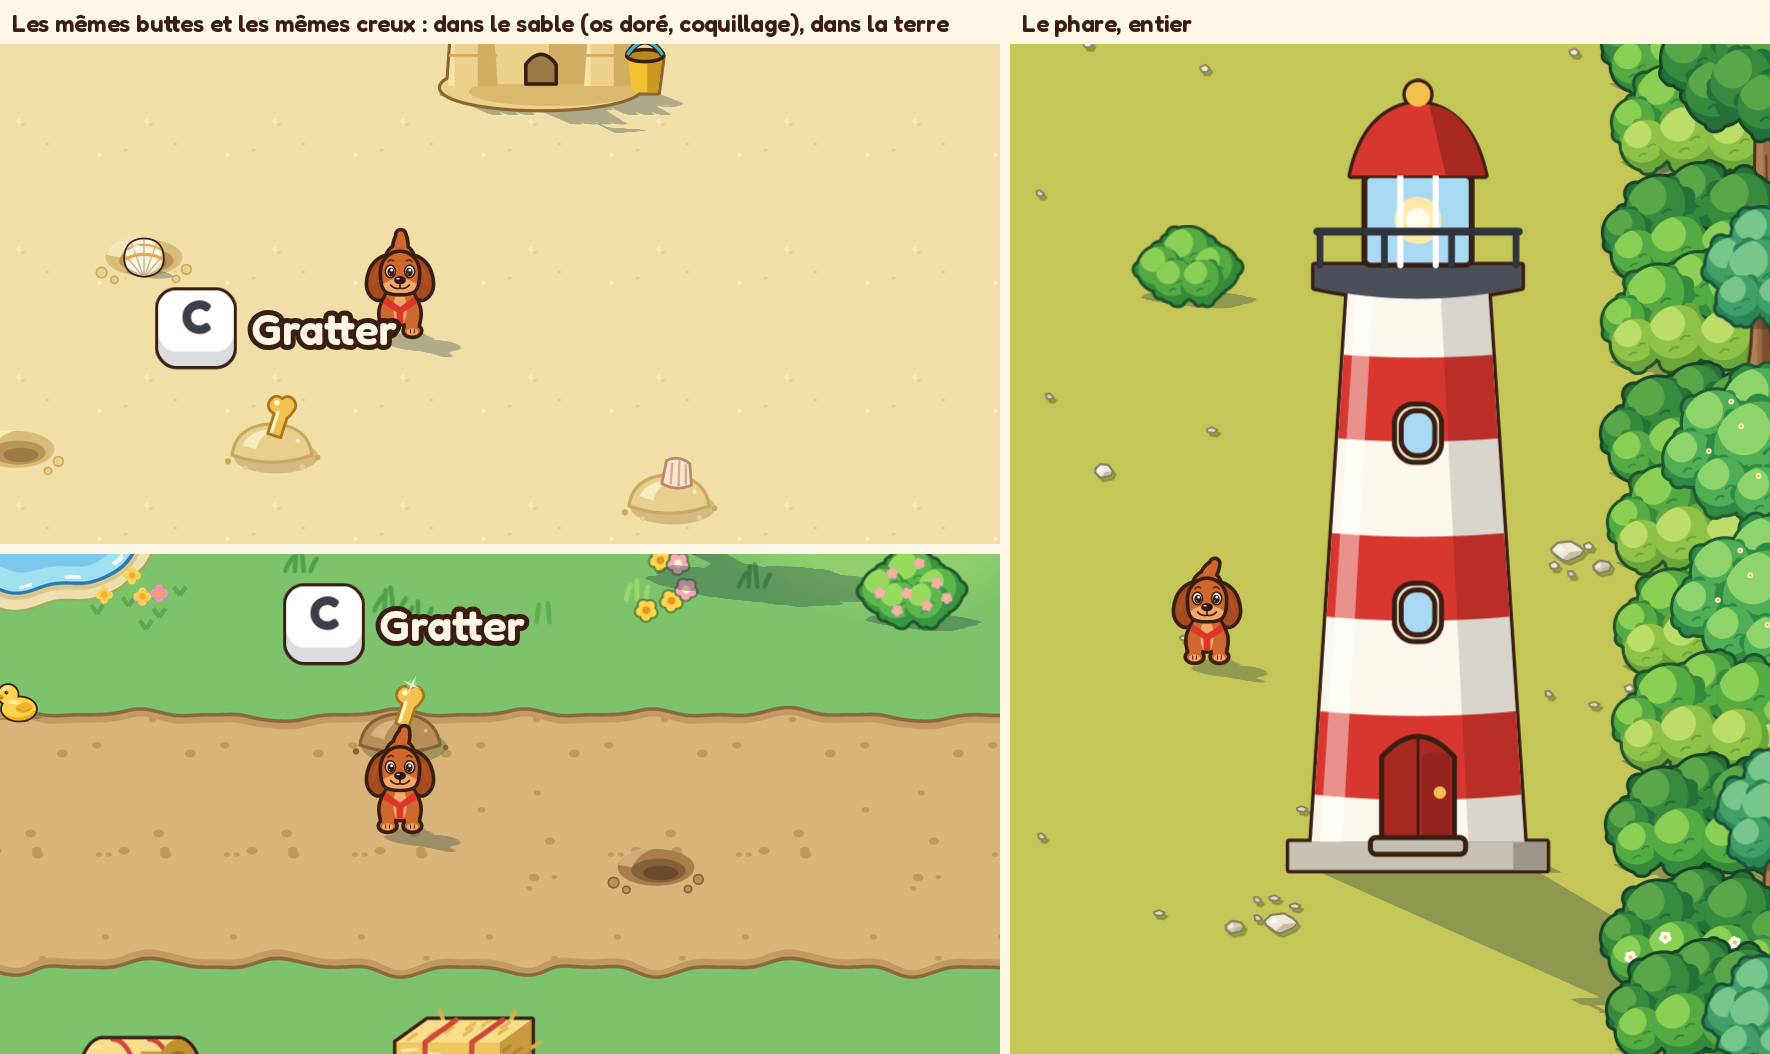 Les mêmes buttes et les mêmes creux : dans le sable (os doré, coquillage), dans la terre
Le phare, entier
C Gratter
C Gratter